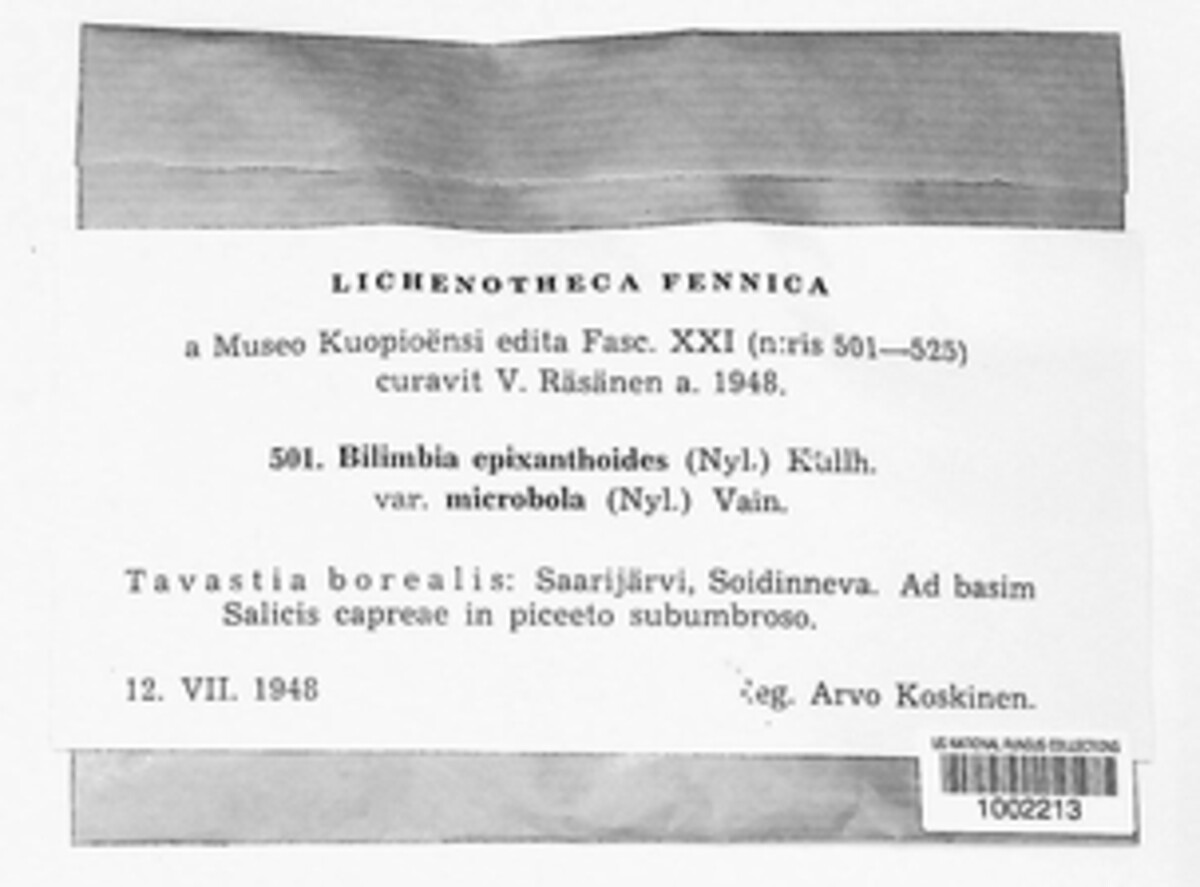 LICHENOTHECA FENNICA
a Museo Kuopioënsi edita Fasc. XXI (n:ris 501—525)
curavit V. Räsänen a. 1948.
501. Bilimbia epixanthoides (Nyl.) Kullh.
var. microbola (Nyl.) Vain.
Tavastia borealis: Saarijärvi, Soidinneva. Ad basim
Salicis capreae in piceeto subumbroso.
12. VII. 1948
Leg. Arvo Koskinen.
US NATIONAL FUNGUS COLLECTIONS
1002213